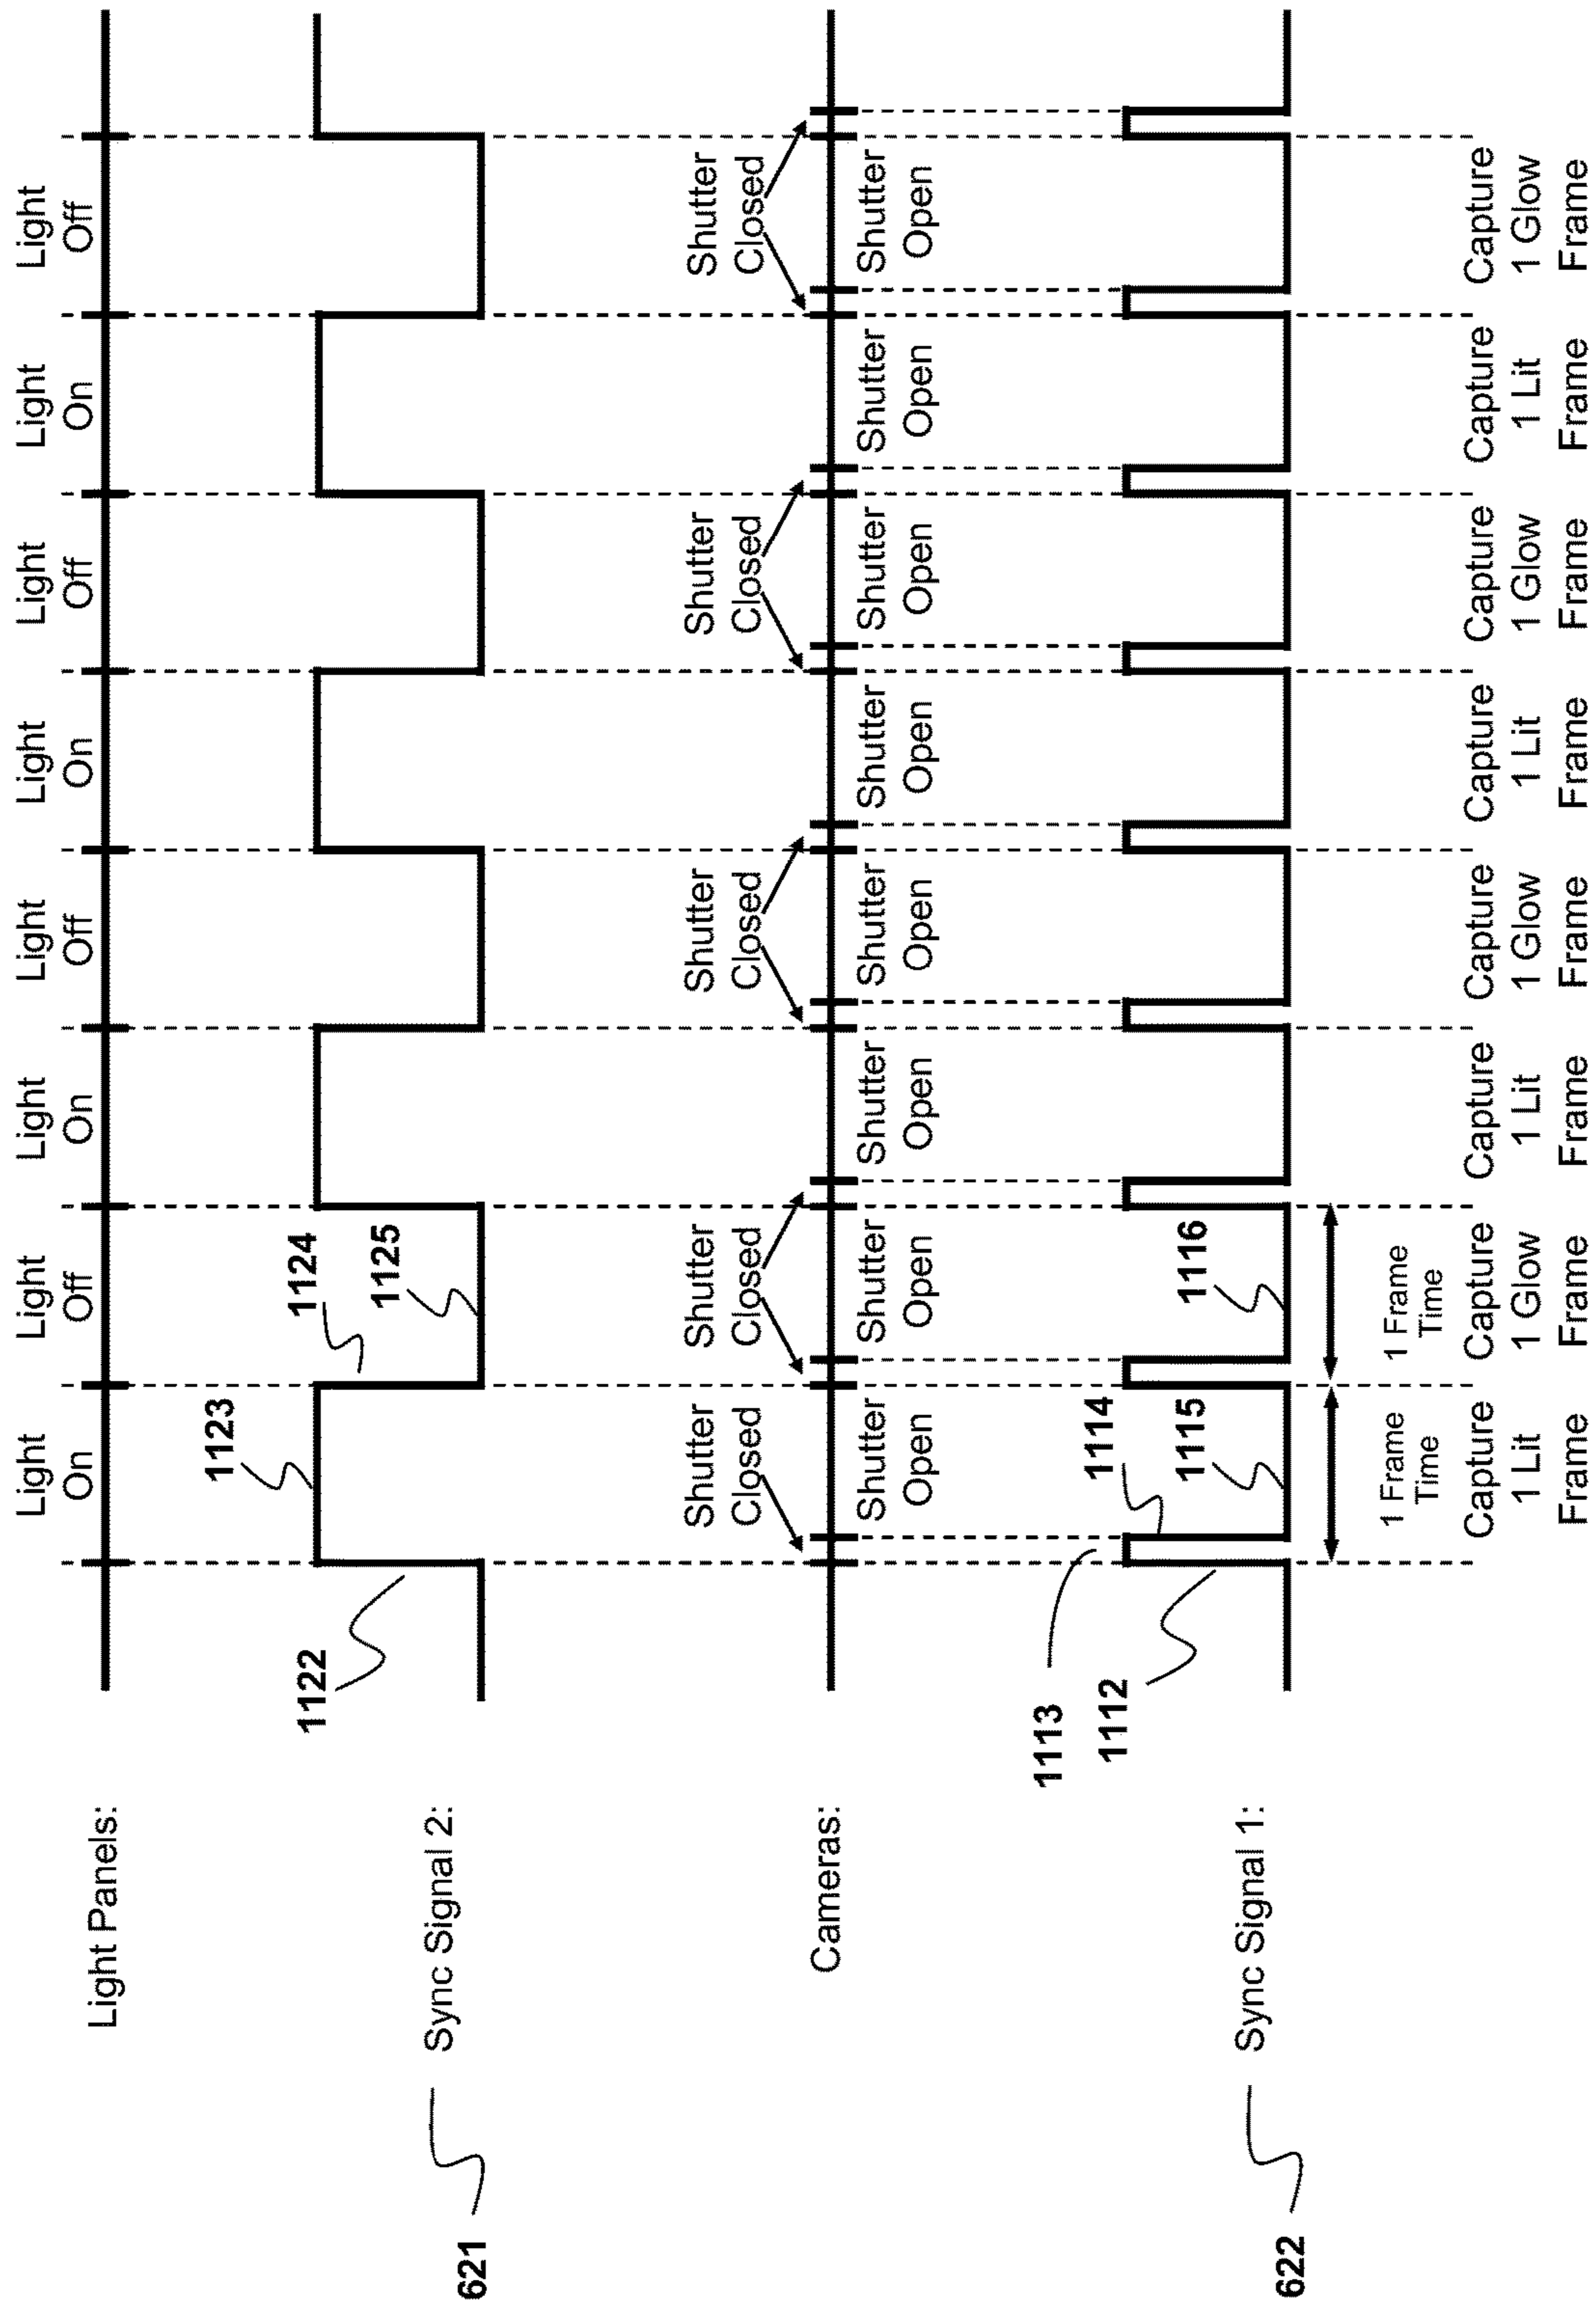 Light Panels:
Light
On
Light
Off
Light
On
Light
Off
Light
On
Light
Off
Light
On
Light
Off
1123
1122
1124
1125
621
Sync Signal 2:
Shutter
Closed
Shutter
Closed
Shutter
Closed
Shutter
Closed
Shutter
Closed
Cameras:
Shutter
Open
Shutter
Open
Shutter
Open
Shutter
Open
Shutter
Open
Shutter
Open
Shutter
Open
Shutter
Open
1113
1112
1114
1115
1116
622
Sync Signal 1:
1 Frame
Time
1 Frame
Time
Capture
1 Lit
Frame
Capture
1 Glow
Frame
Capture
1 Lit
Frame
Capture
1 Glow
Frame
Capture
1 Lit
Frame
Capture
1 Glow
Frame
Capture
1 Lit
Frame
Capture
1 Glow
Frame